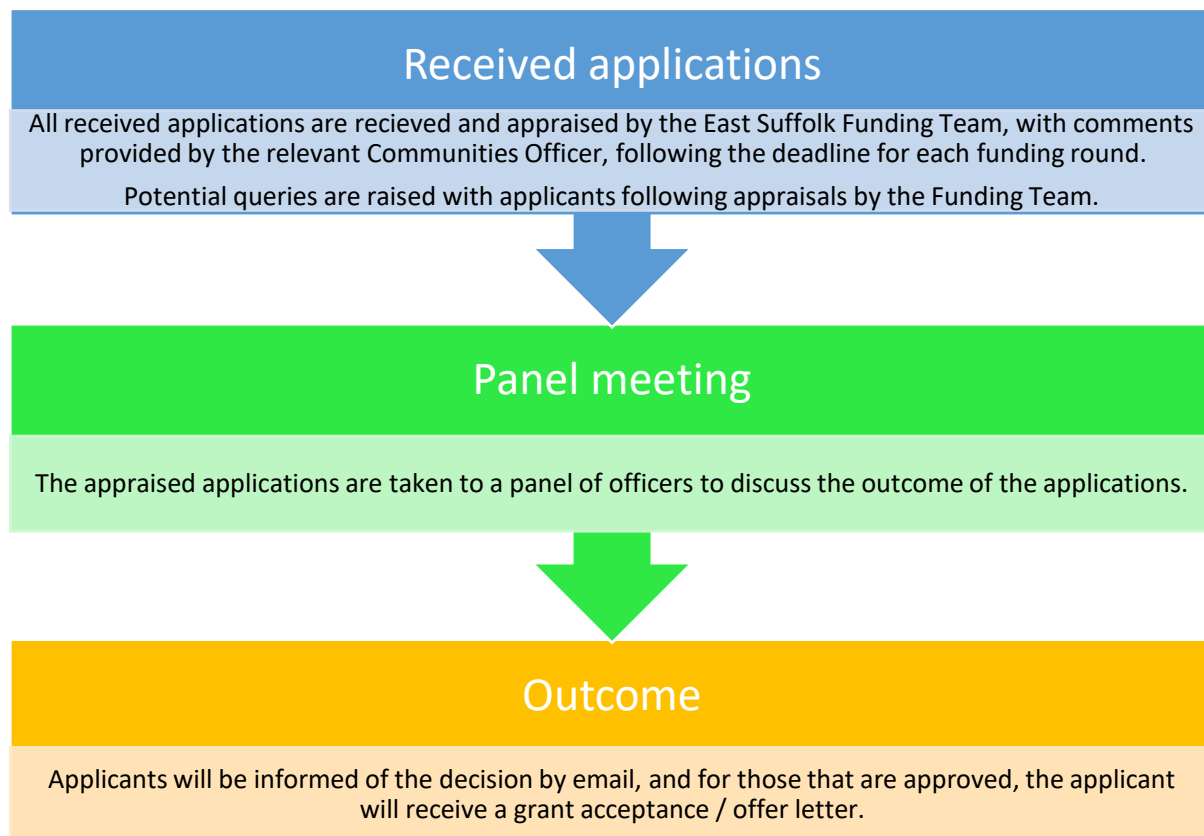 Received applications
All received applications are recieved and appraised by the East Suffolk Funding Team, with comments
provided by the relevant Communities Officer, following the deadline for each funding round.
Potential queries are raised with applicants following appraisals by the Funding Team.
Panel meeting
The appraised applications are taken to a panel of officers to discuss the outcome of the applications.
Outcome
Applicants will be informed of the decision by email, and for those that are approved, the applicant
will receive a grant acceptance / offer letter.